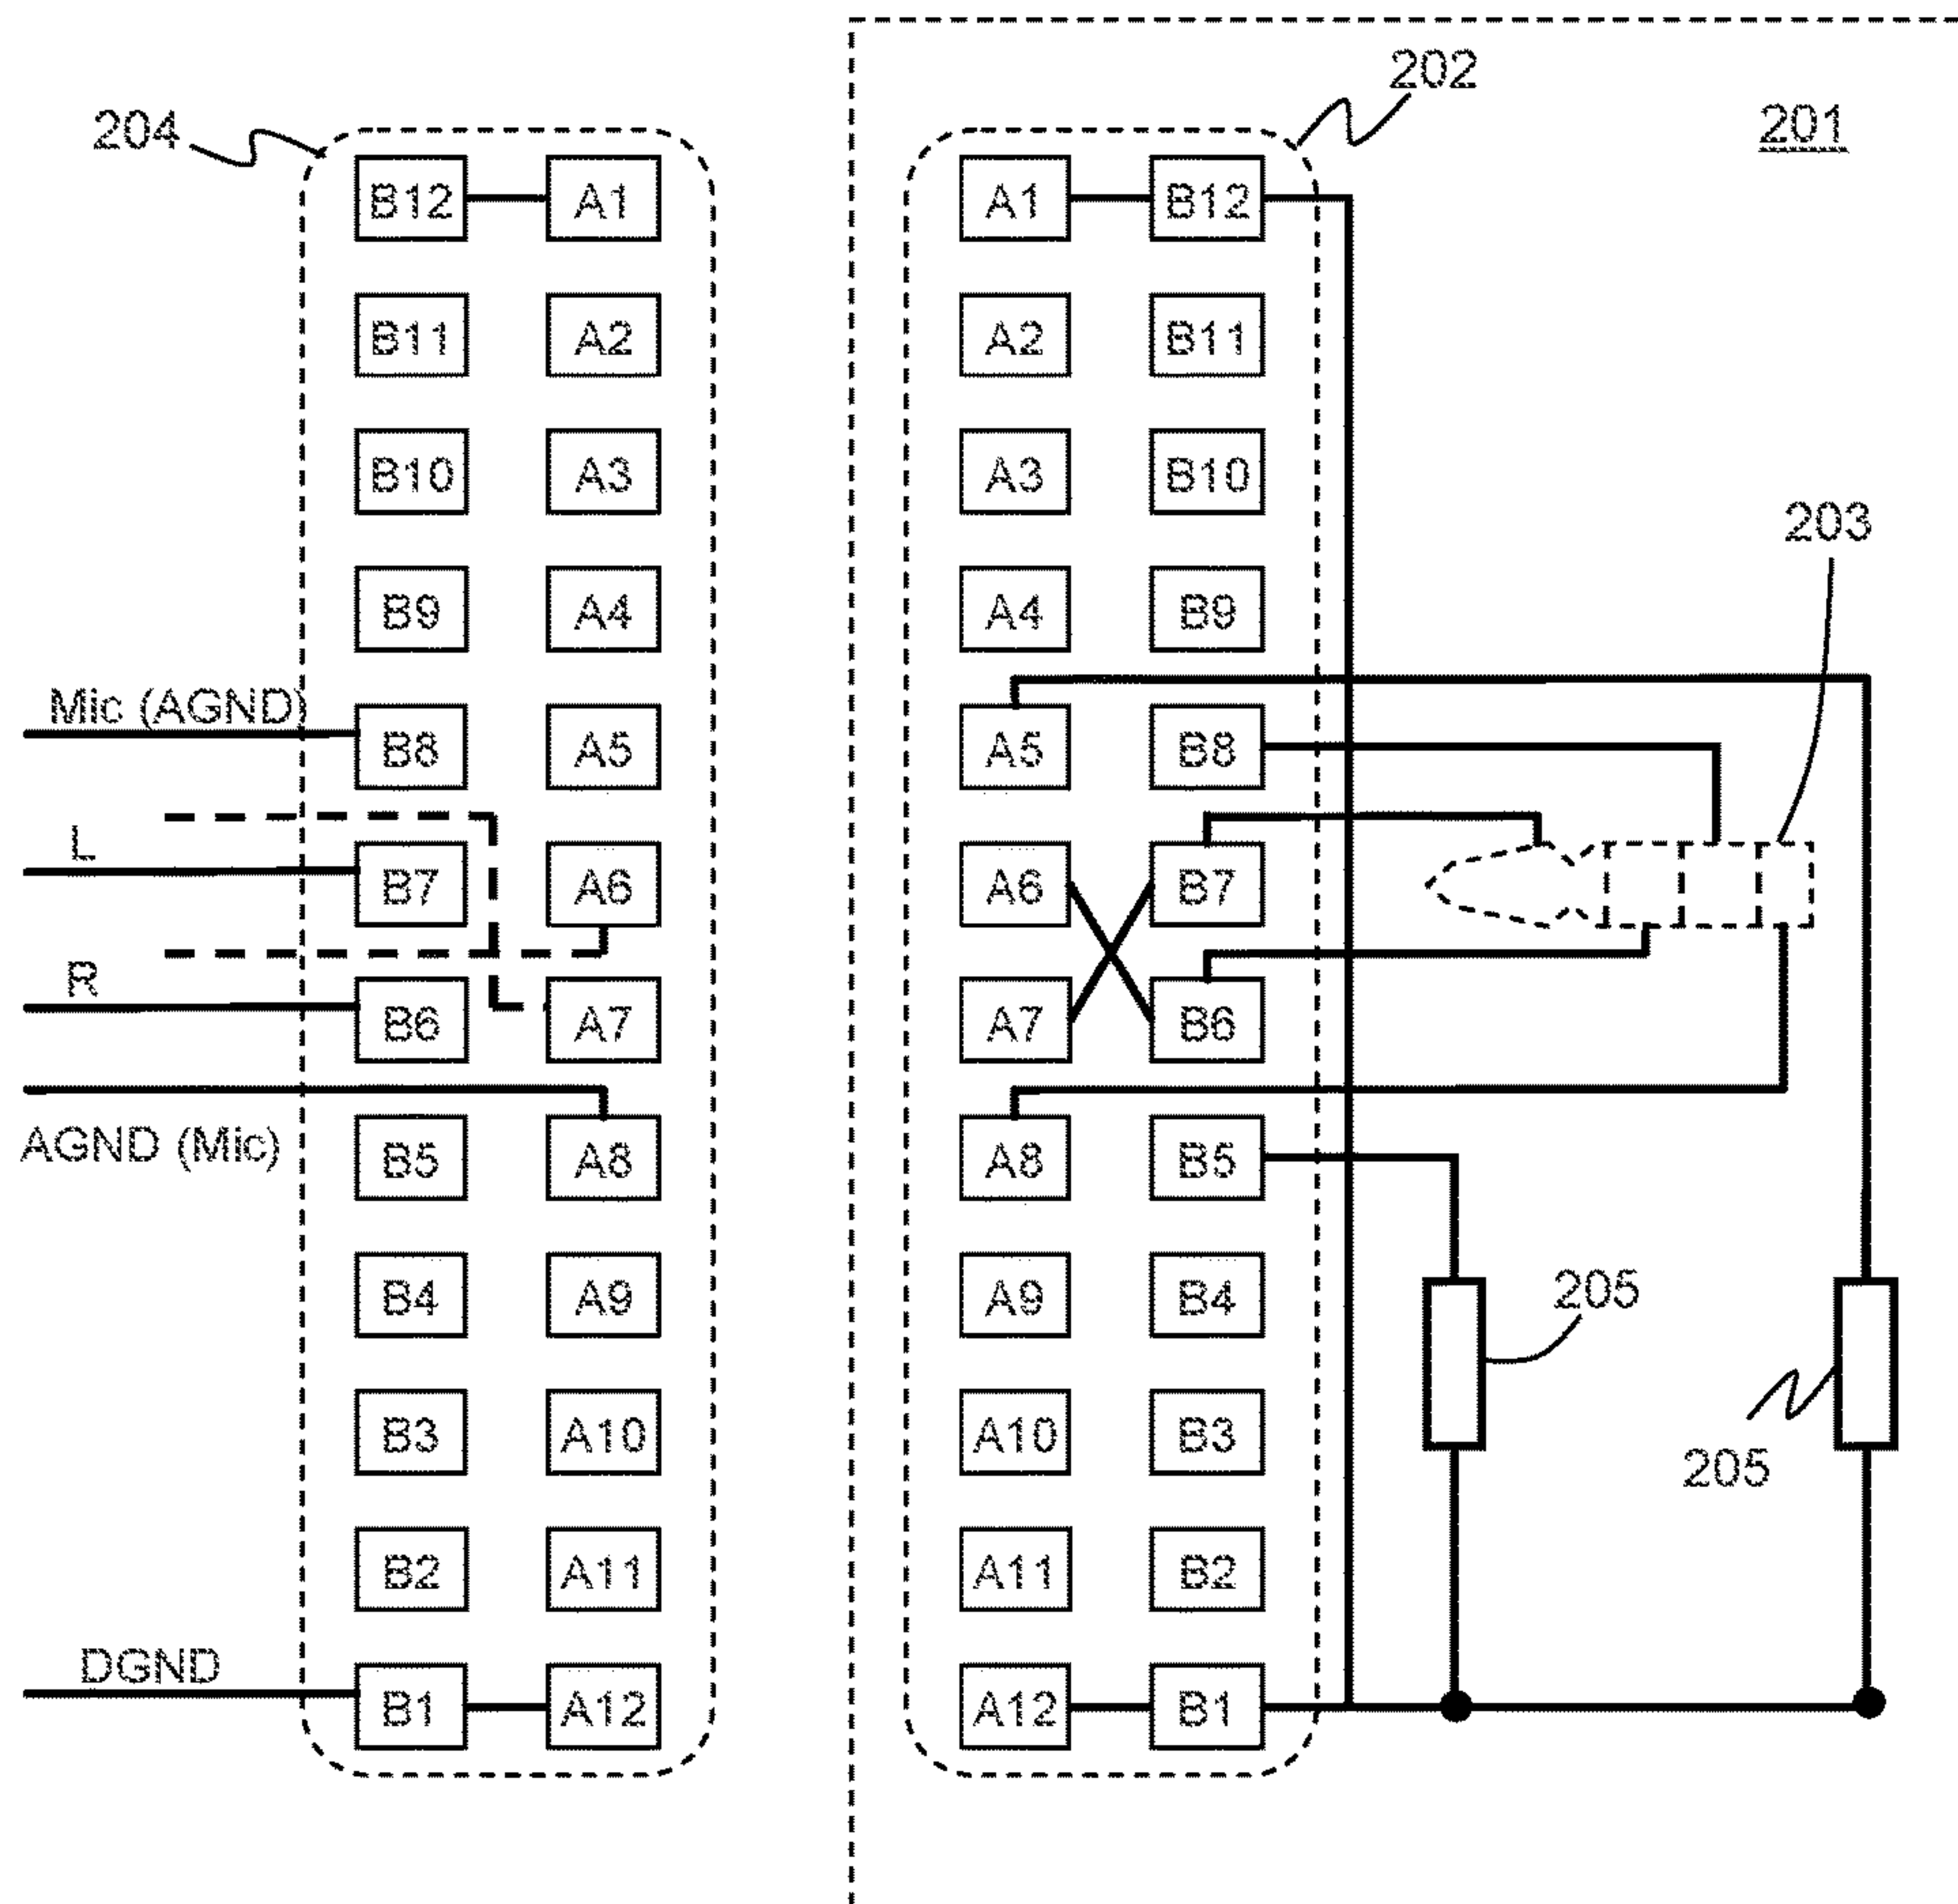 202
201
204
B12 A1 A1 B12
B11 A2 A2 B11
B10 A3 A3 B10
203
B9 A4 A4 B9
Mic (AGND)
B8 A5 A5 B8
L
B7 A6 A6 B7
R
B6 A7 A7 B6
AGND (Mic)
B5 A8 A8 B5
B4 A9 A9 B4
205
B3 A10 A10 B3
205
B2 A11 A11 B2
DGND
B1 A12 A12 B1